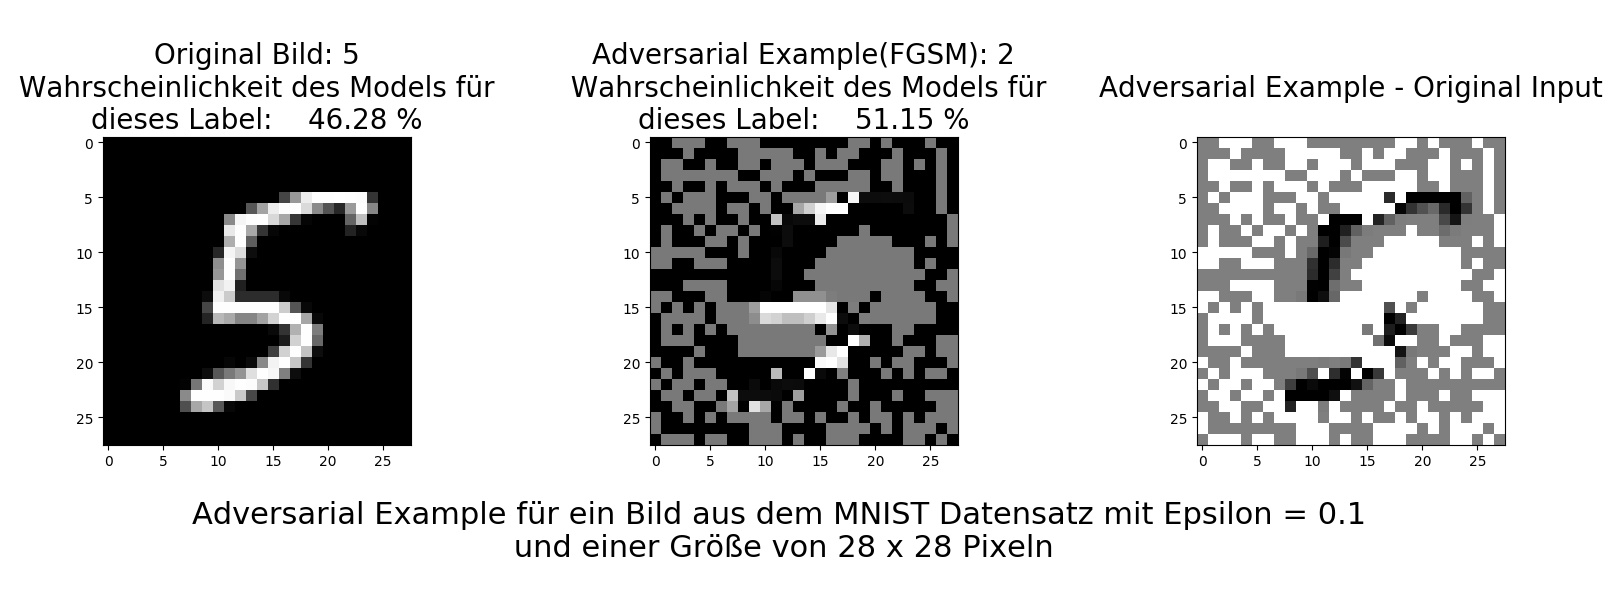 Original Bild: 5
Wahrscheinlichkeit des Models für
dieses Label: 46.28 %
0
5
10
15
20
25
0 5 10 15 20 25
Adversarial Example(FGSM): 2
Wahrscheinlichkeit des Models für
dieses Label: 51.15 %
0
5
10
15
20
25
0 5 10 15 20 25
Adversarial Example - Original Input
0
5
10
15
20
25
0 5 10 15 20 25
Adversarial Example für ein Bild aus dem MNIST Datensatz mit Epsilon = 0.1
und einer Größe von 28 x 28 Pixeln